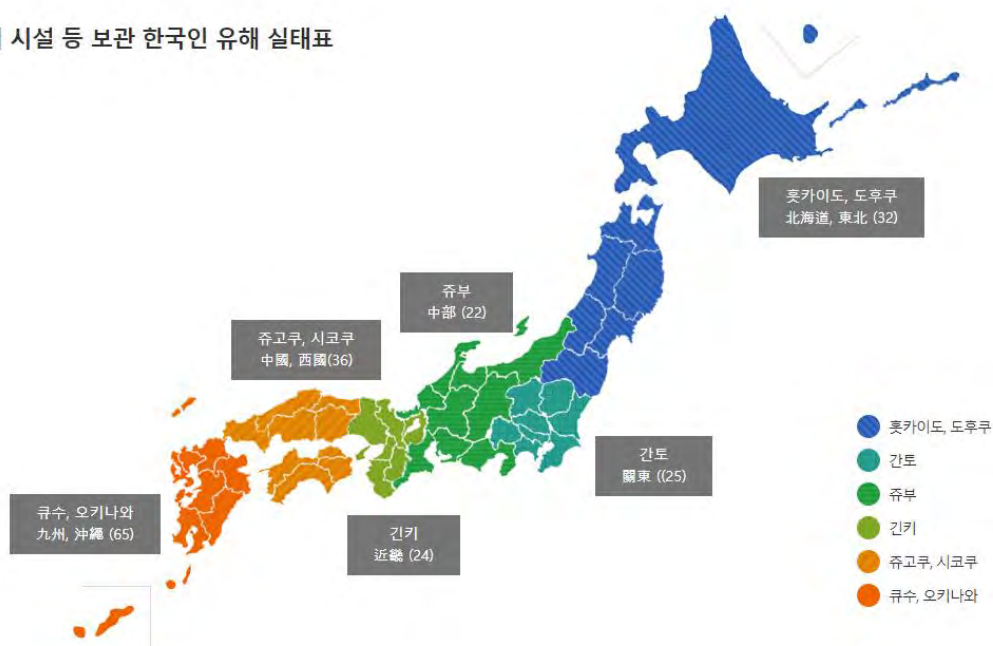 시설 등 보관 한국인 유해 실태표
홋카이도, 도후쿠
北海道, 東北 (32)
쥬부
中部 (22)
쥬고쿠, 시코쿠
中國, 西國(36)
간토
關東 ((25)
큐수, 오키나와
九州, 沖繩 (65)
긴키
近畿 (24)
홋카이도, 도후쿠
간토
쥬부
긴키
쥬고쿠, 시코쿠
큐수, 오키나와